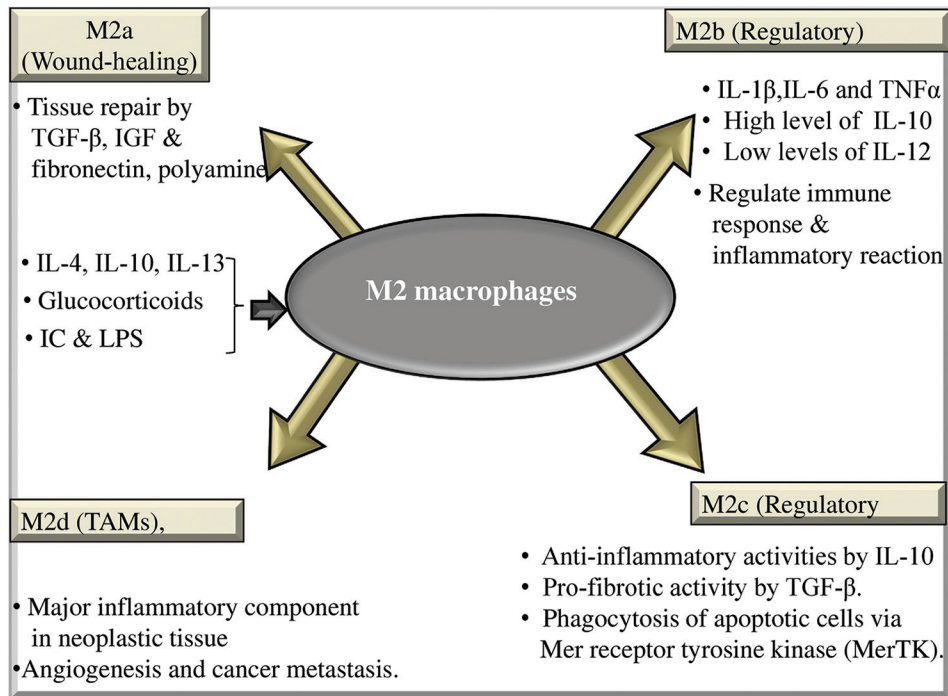 M2a
(Wound-healing)
• Tissue repair by
TGF-β, IGF &
fibronectin, polyamine
M2b (Regulatory)
• IL-1β,IL-6 and TNFα
• High level of IL-10
• Low levels of IL-12
• Regulate immune
response &
inflammatory reaction
• IL-4, IL-10, IL-13
• Glucocorticoids
• IC & LPS
M2 macrophages
M2d (TAMs),
• Major inflammatory component
in neoplastic tissue
•Angiogenesis and cancer metastasis.
M2c (Regulatory
• Anti-inflammatory activities by IL-10
• Pro-fibrotic activity by TGF-β.
• Phagocytosis of apoptotic cells via
Mer receptor tyrosine kinase (MerTK).